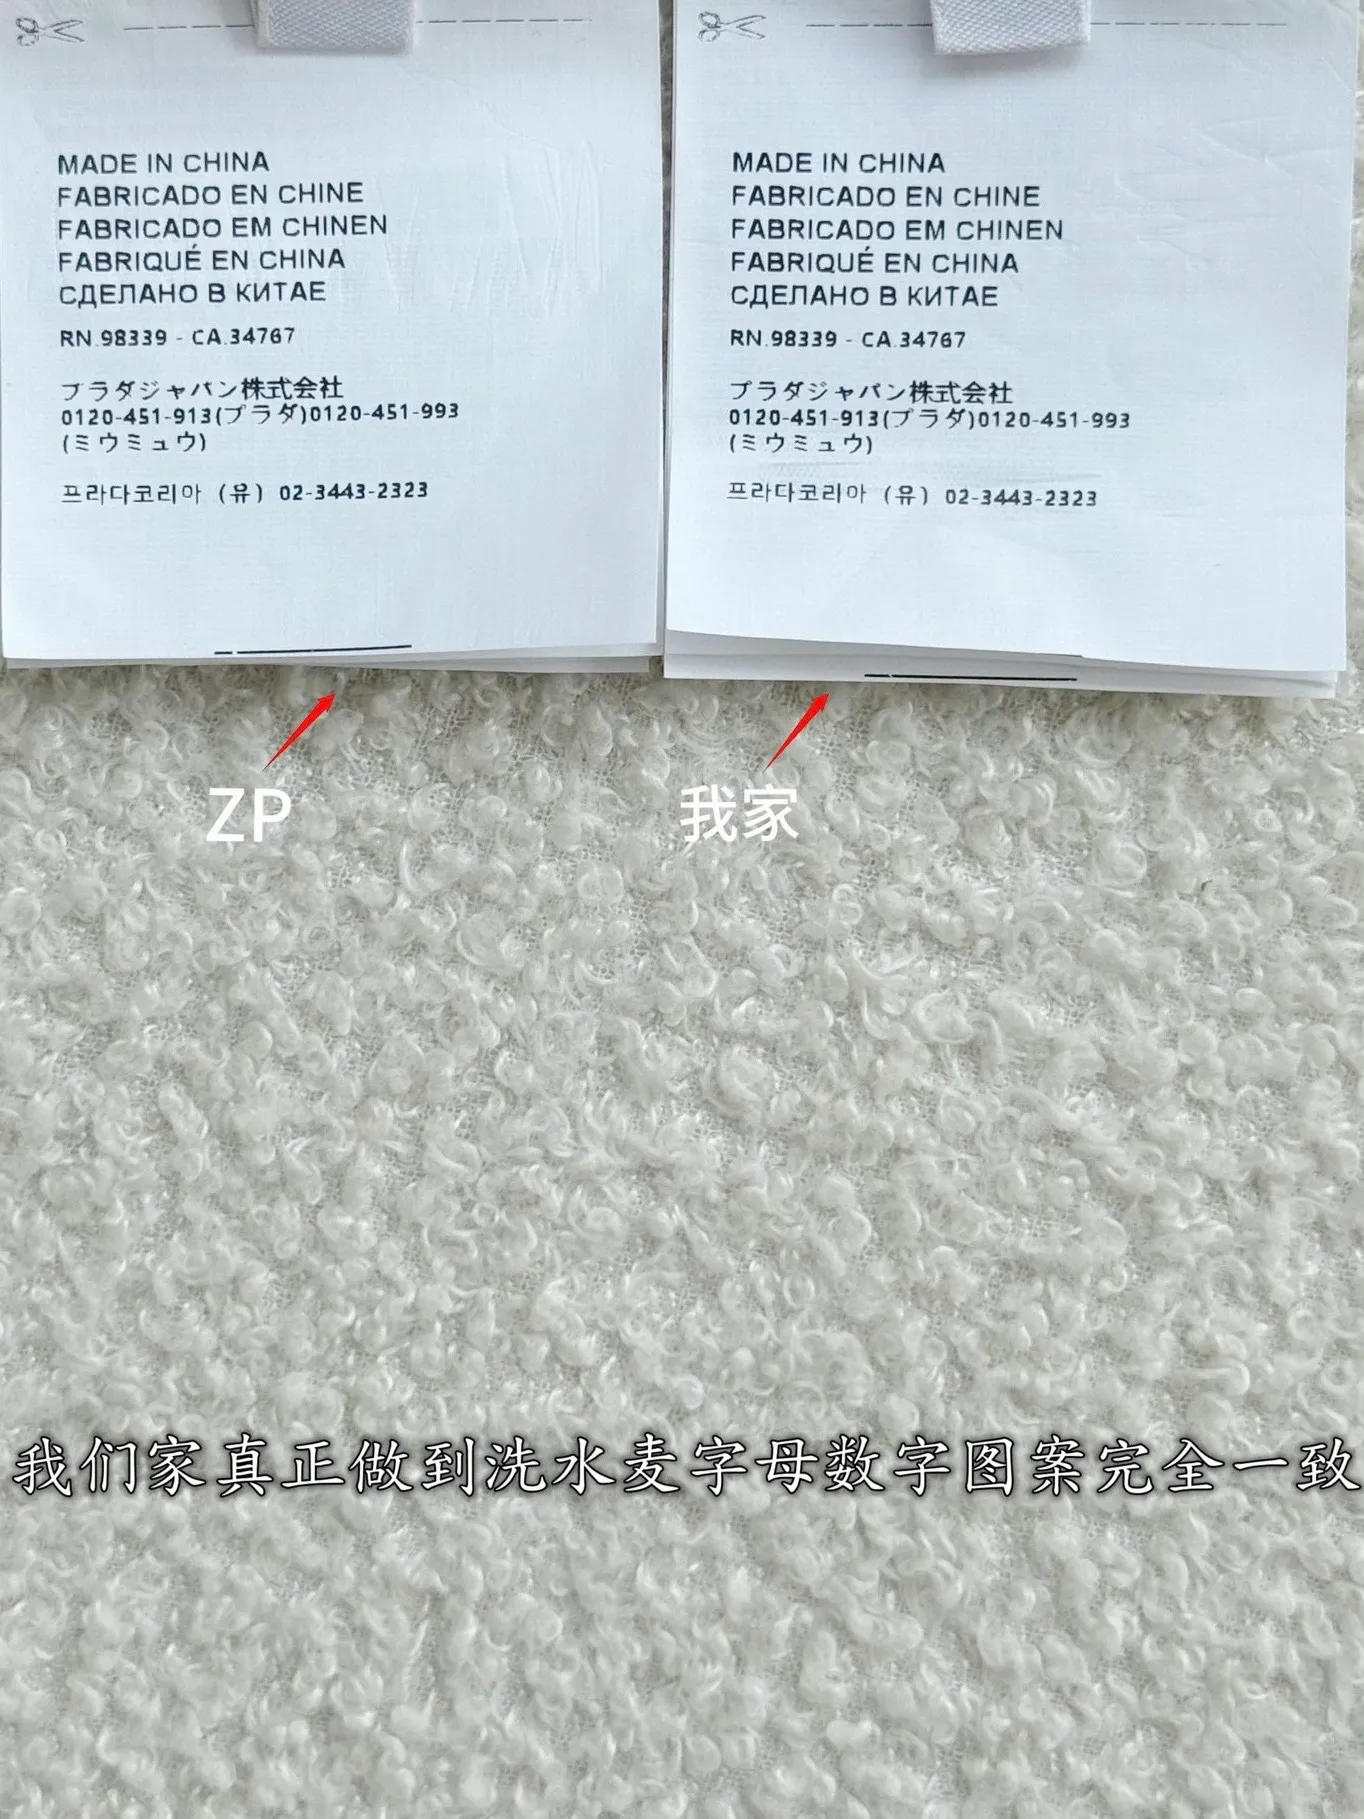 MADE IN CHINA
FABRICADO EN CHINE
FABRICADO EM CHINEN
FABRIQUÉ EN CHINA
СДЕЛАНО В КИТАЕ
RN.98339 - CA.34767
プラダジャパン株式会社
0120-451-913(プラダ)0120-451-993
(ミウミュウ)
프라다코리아 (유) 02-3443-2323
MADE IN CHINA
FABRICADO EN CHINE
FABRICADO EM CHINEN
FABRIQUÉ EN CHINA
СДЕЛАНО В КИТАЕ
RN.98339 - CA.34767
プラダジャパン株式会社
0120-451-913(プラダ)0120-451-993
(ミウミュウ)
프라다코리아 (유) 02-3443-2323
ZP
我家
我们家真正做到洗水麦字母数字图案完全一致